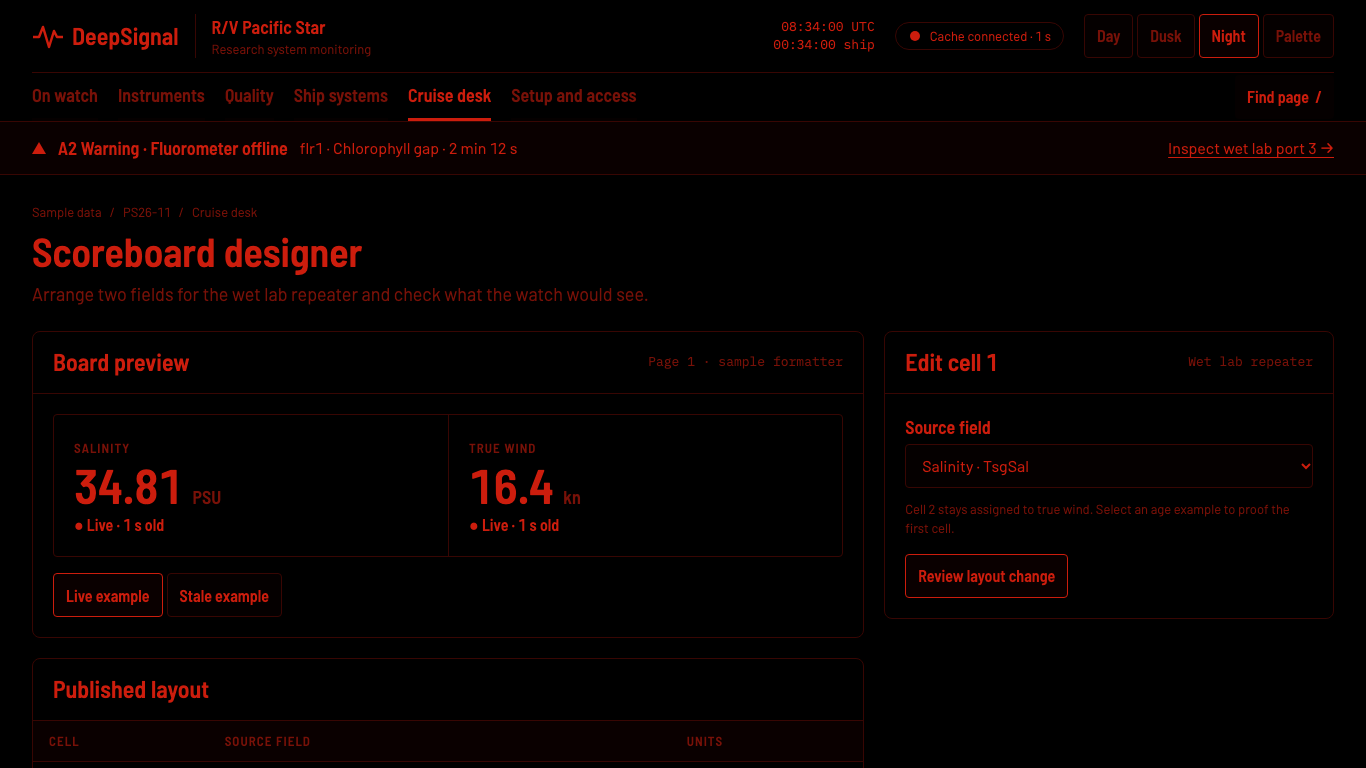 DeepSignal
R/V Pacific Star
Research system monitoring
08:34:00 UTC
00:34:00 ship
Cache connected · 1 s
Day
Dusk
Night
Palette
On watch
Instruments
Quality
Ship systems
Cruise desk
Setup and access
Find page /
A2 Warning · Fluorometer offline
flr1 · Chlorophyll gap · 2 min 12 s
Inspect wet lab port 3 →
Sample data / PS26-11 / Cruise desk
Scoreboard designer
Arrange two fields for the wet lab repeater and check what the watch would see.
Board preview
Page 1 · sample formatter
SALINITY
34.81 PSU
● Live · 1 s old
TRUE WIND
16.4 kn
● Live · 1 s old
Live example
Stale example
Edit cell 1
Wet lab repeater
Source field
Salinity · TsgSal
Cell 2 stays assigned to true wind. Select an age example to proof the
first cell.
Review layout change
Published layout
CELL
SOURCE FIELD
UNITS